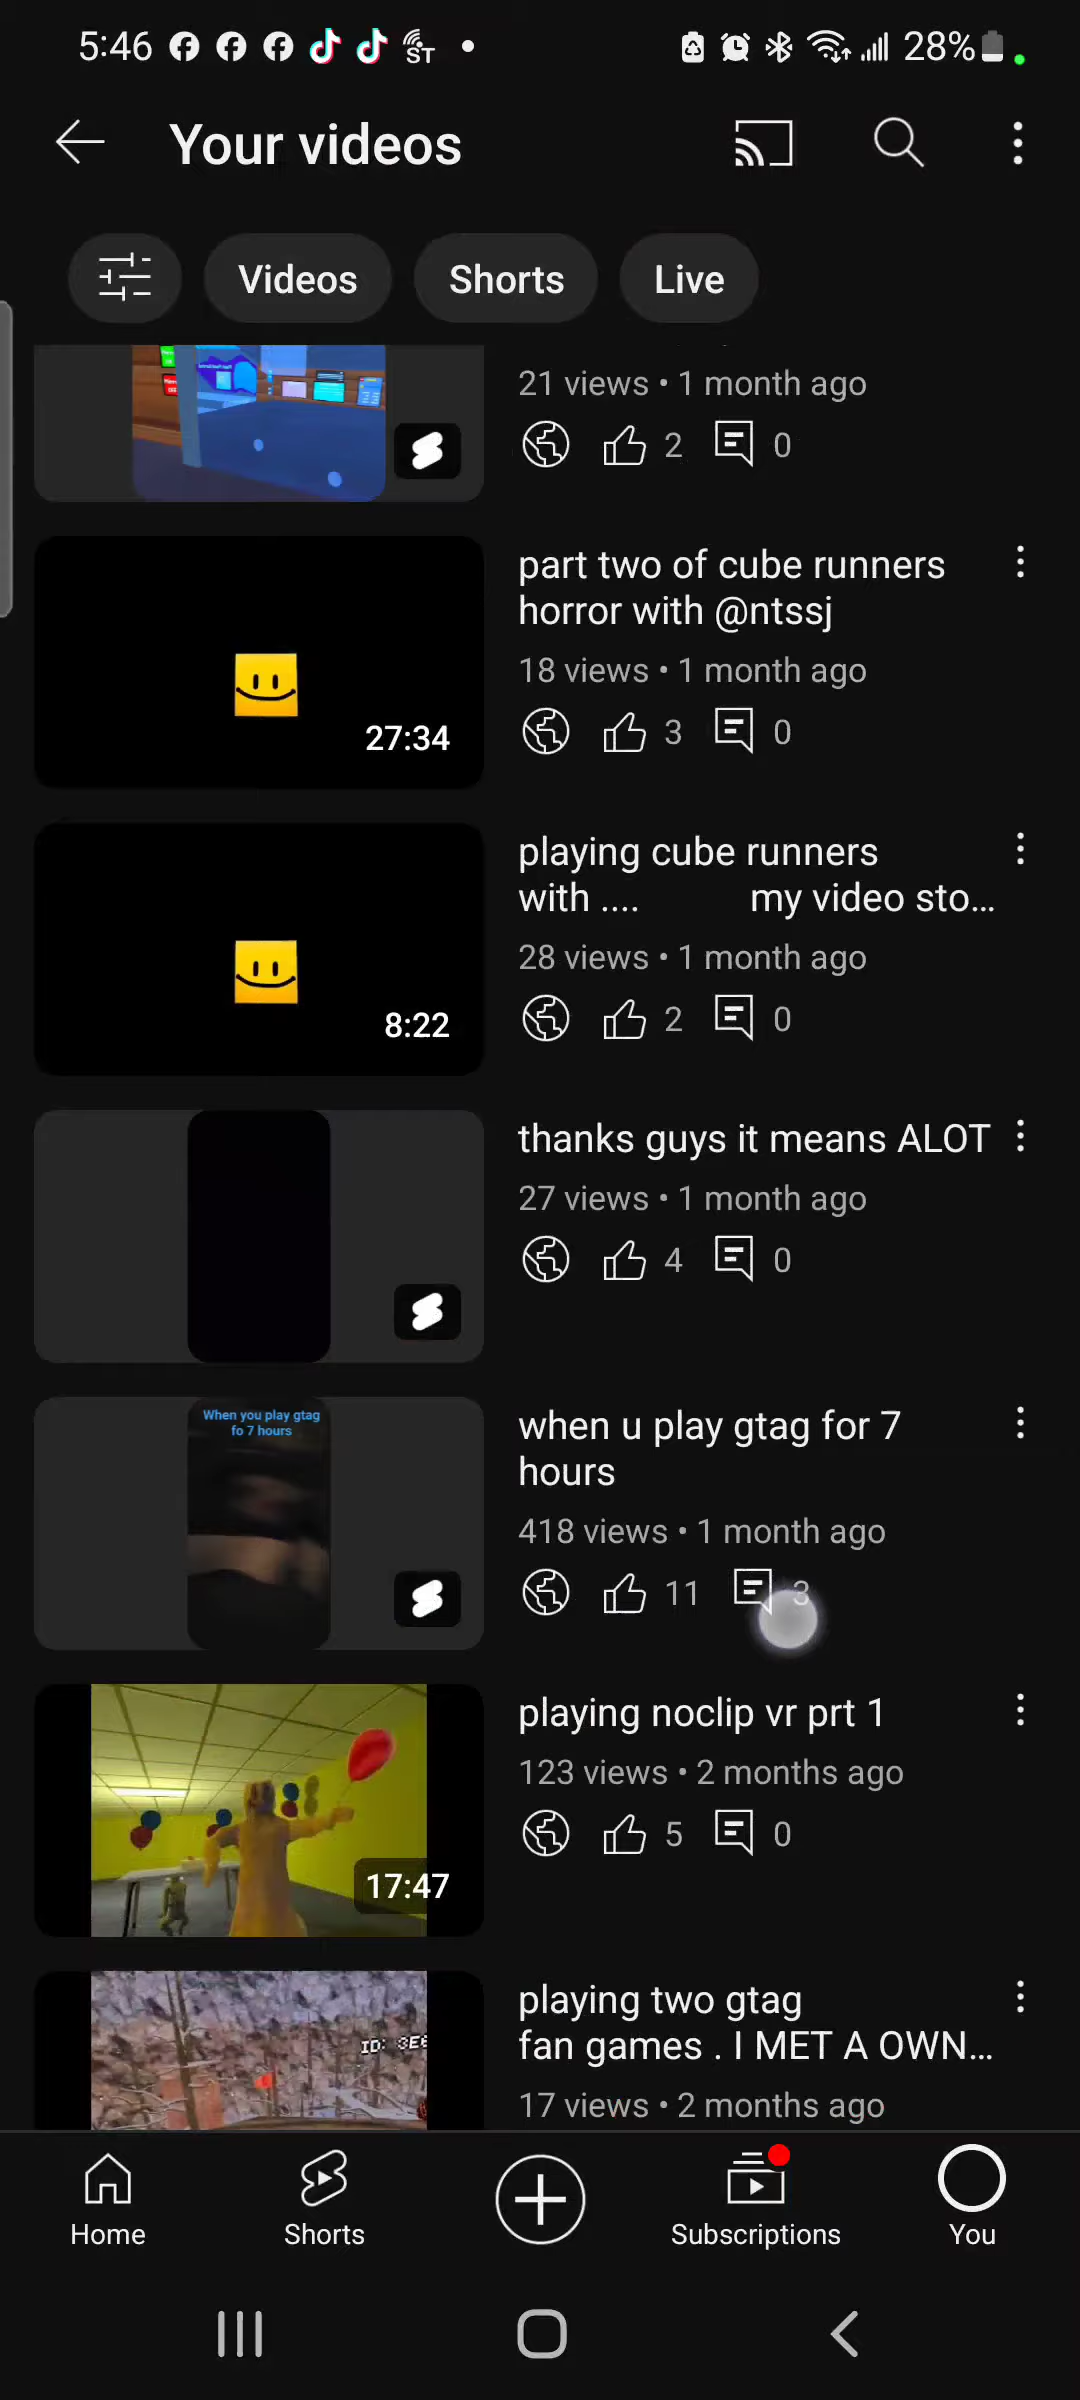 5:46
ST
28%
Your videos
Videos
Shorts
Live
21 views • 1 month ago
2
0
part two of cube runners
horror with @ntssj
18 views • 1 month ago
3
0
27:34
playing cube runners
with .... my video sto...
28 views • 1 month ago
2
0
8:22
thanks guys it means ALOT
27 views • 1 month ago
4
0
When you play gtag
fo 7 hours
when u play gtag for 7
hours
418 views • 1 month ago
11
3
playing noclip vr prt 1
123 views • 2 months ago
5
0
17:47
playing two gtag
fan games . I MET A OWN...
17 views • 2 months ago
ID:
Home
Shorts
Subscriptions
You